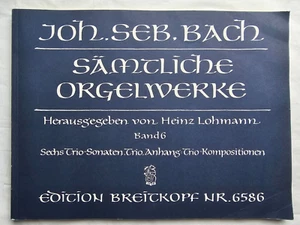 Joh. Seb. Bach
Sämtliche
Orgelwerke
Herausgegeben von Heinz Lohmann
Band 6
Sechs Trio-Sonaten, Trio, Anhang: Trio-Kompositionen
Edition Breitkopf Nr. 6586